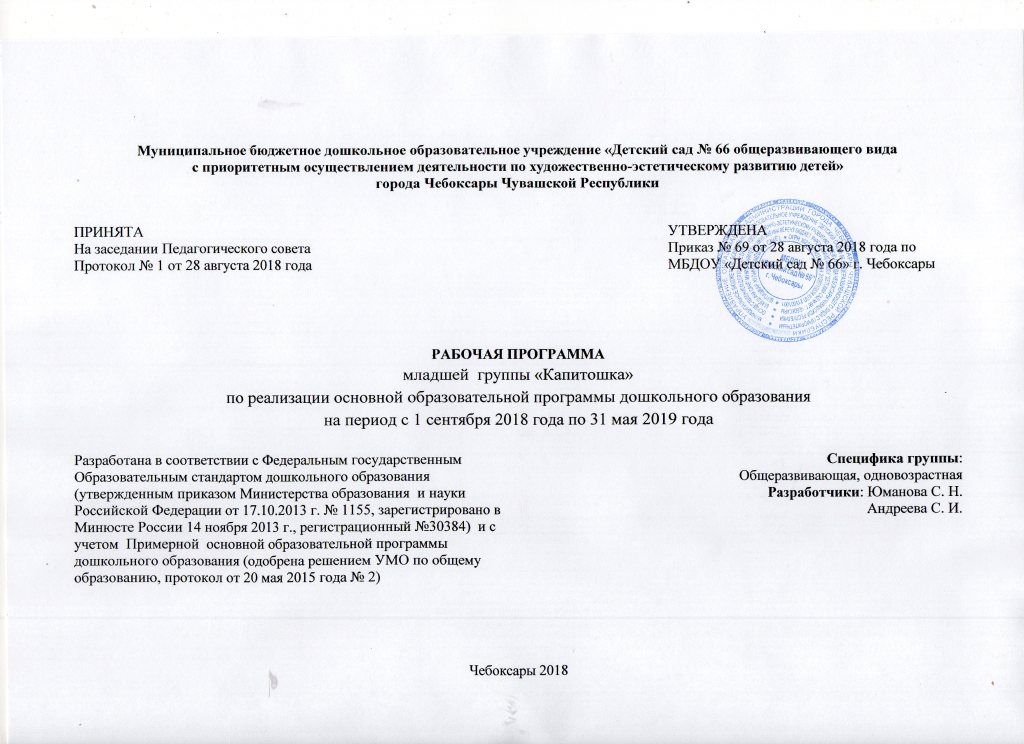 Муниципальное бюджетное дошкольное образовательное учреждение «Детский сад № 66 общеразвивающего вида
с приоритетным осуществлением деятельности по художественно-эстетическому развитию детей»
города Чебоксары Чувашской Республики
ПРИНЯТА
На заседании Педагогического совета
Протокол № 1 от 28 августа 2018 года
УТВЕРЖДЕНА
Приказ № 69 от 28 августа 2018 года по
МБДОУ «Детский сад № 66» г. Чебоксары
РАБОЧАЯ ПРОГРАММА
младшей группы «Капитошка»
по реализации основной образовательной программы дошкольного образования
на период с 1 сентября 2018 года по 31 мая 2019 года
Разработана в соответствии с Федеральным государственным
Образовательным стандартом дошкольного образования
(утвержденным приказом Министерства образования и науки
Российской Федерации от 17.10.2013 г. № 1155, зарегистрировано в
Минюсте России 14 ноября 2013 г., регистрационный №30384) и с
учетом Примерной основной образовательной программы
дошкольного образования (одобрена решением УМО по общему
образованию, протокол от 20 мая 2015 года № 2)
Специфика группы:
Общеразвивающая, одновозрастная
Разработчики: Юманова С. Н.
Андреева С. И.
Чебоксары 2018